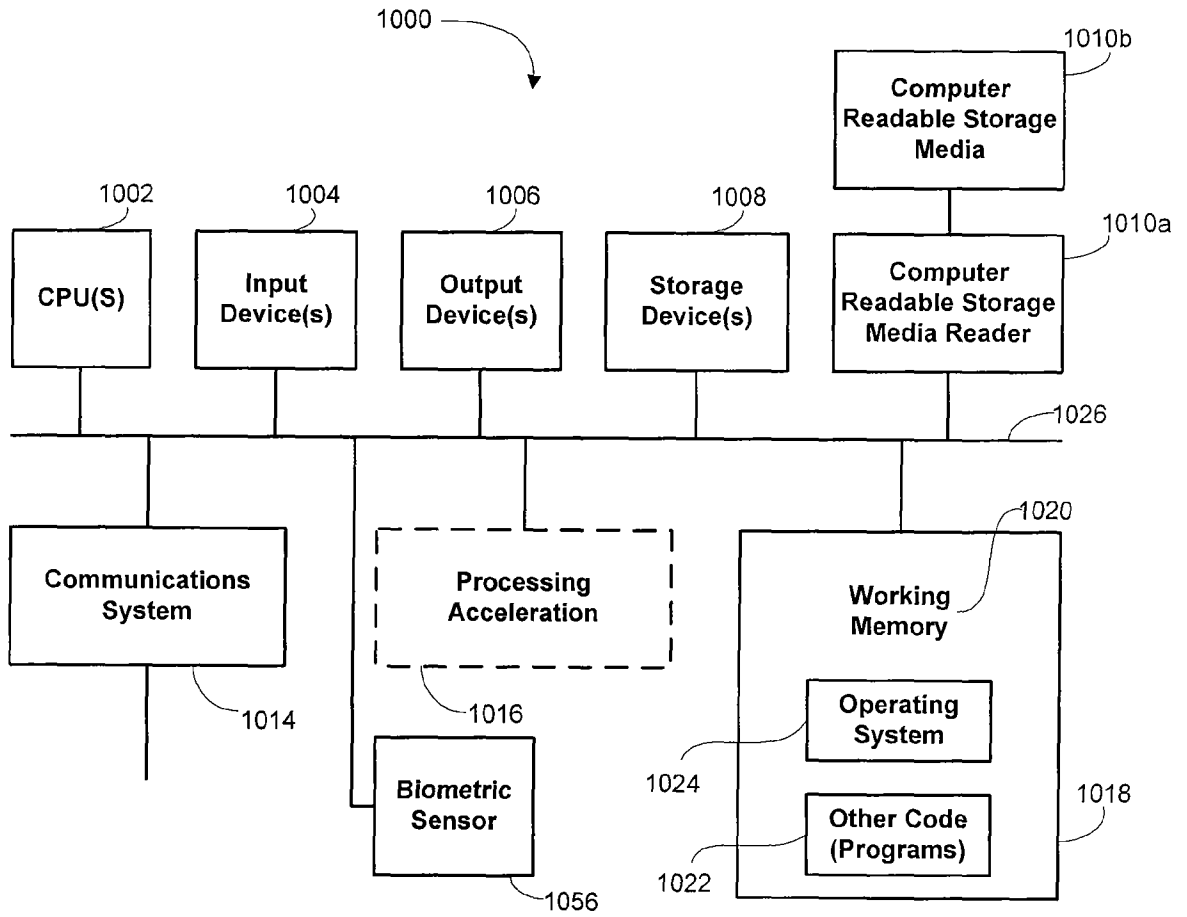 1000
1010b
Computer
Readable Storage
Media
1002
1004
1006
1008
1010a
CPU(S)
Input
Device(s)
Output
Device(s)
Storage
Device(s)
Computer
Readable Storage
Media Reader
1026
Communications
System
1014
Processing
Acceleration
1016
1020
Working
Memory
Operating
System
1024
Biometric
Sensor
1056
Other Code
(Programs)
1022
1018